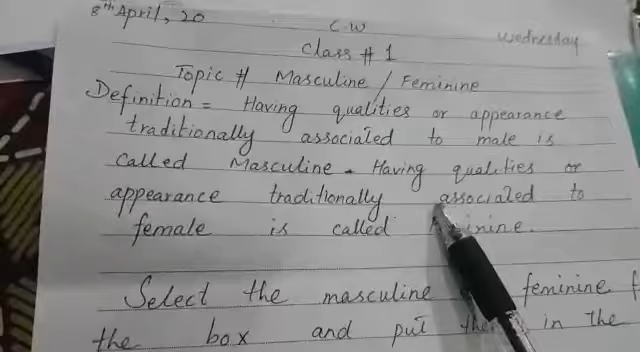 8th April, 20
C.W
Wednesday
Class # 1
Topic # Masculine / Feminine
Definition = Having qualities or appearance
traditionally associated to male is
called Masculine. Having qualities or
appearance traditionally associated to
female is called
Select the masculine feminine
the box and put in the